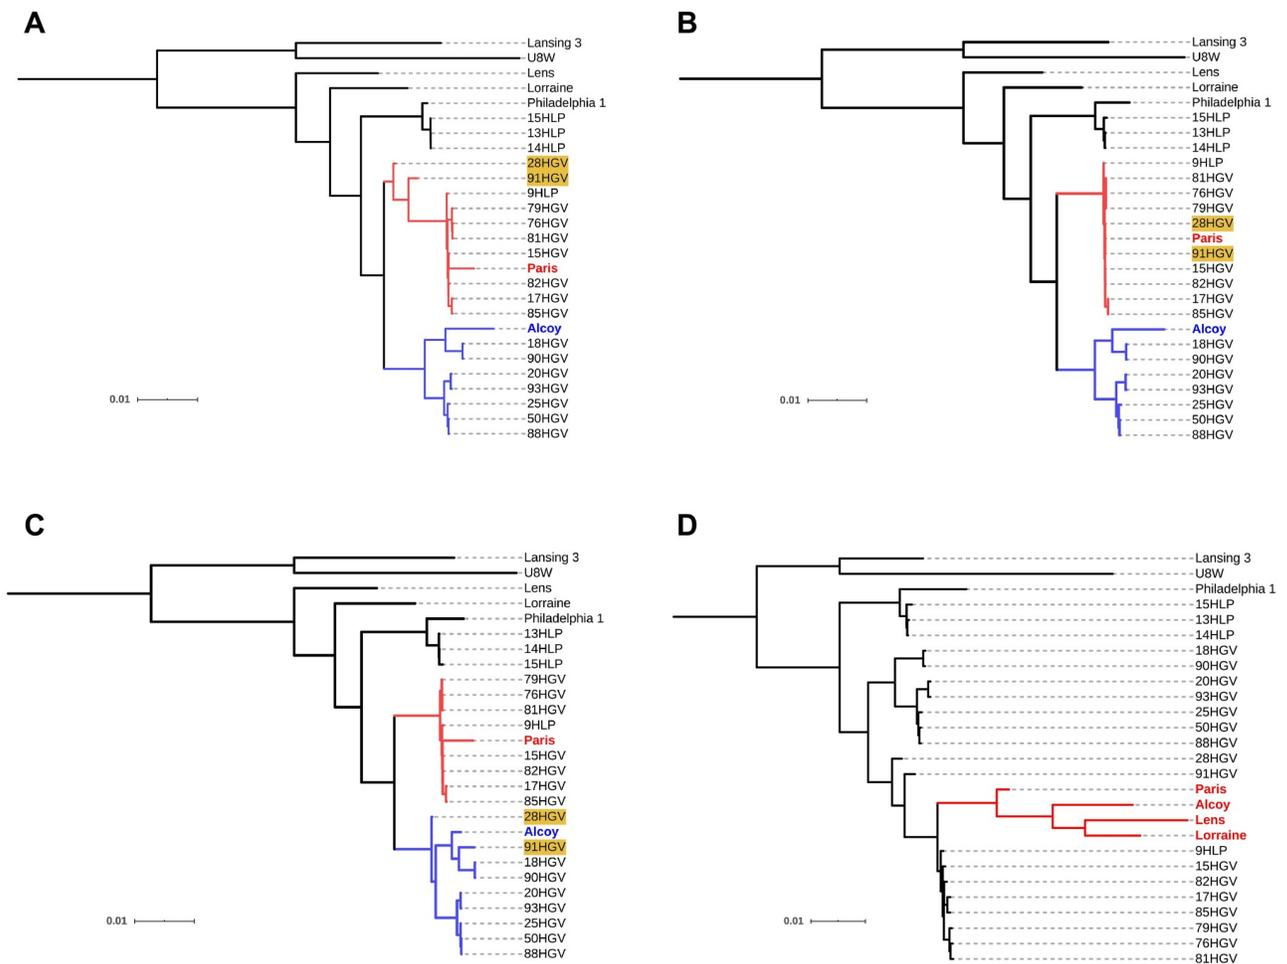 A
Lansing 3
U8W
Lens
Lorraine
Philadelphia 1
15HLP
13HLP
14HLP
28HGV
91HGV
9HLP
79HGV
76HGV
81HGV
15HGV
Paris
82HGV
17HGV
85HGV
Alcoy
18HGV
90HGV
20HGV
93HGV
25HGV
50HGV
88HGV
0.01
B
Lansing 3
U8W
Lens
Lorraine
Philadelphia 1
15HLP
13HLP
14HLP
9HLP
81HGV
76HGV
79HGV
28HGV
Paris
91HGV
15HGV
82HGV
17HGV
85HGV
Alcoy
18HGV
90HGV
20HGV
93HGV
25HGV
50HGV
88HGV
0.01
C
Lansing 3
U8W
Lens
Lorraine
Philadelphia 1
13HLP
14HLP
15HLP
79HGV
76HGV
81HGV
9HLP
Paris
15HGV
82HGV
17HGV
85HGV
28HGV
Alcoy
91HGV
18HGV
90HGV
20HGV
93HGV
25HGV
50HGV
88HGV
0.01
D
Lansing 3
U8W
Philadelphia 1
15HLP
13HLP
14HLP
18HGV
90HGV
20HGV
93HGV
25HGV
50HGV
88HGV
28HGV
91HGV
Paris
Alcoy
Lens
Lorraine
9HLP
15HGV
82HGV
17HGV
85HGV
79HGV
76HGV
81HGV
0.01